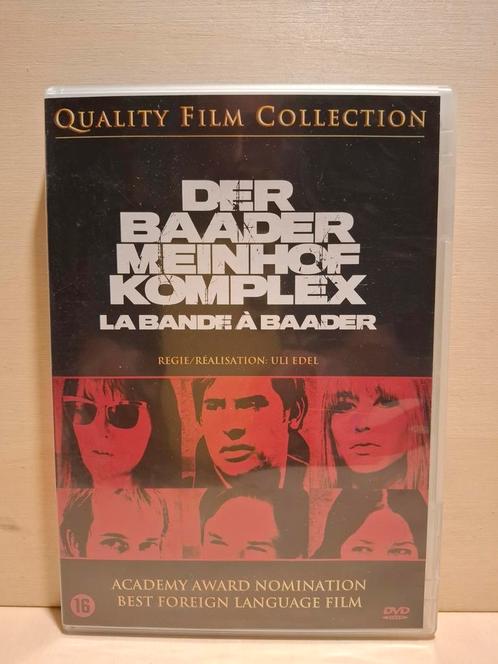 QUALITY FILM COLLECTION
DER
BAADER
MEINHOF
KOMPLEX
LA BANDE À BAADER
REGIE/RÉALISATION: ULI EDEL
ACADEMY AWARD NOMINATION
BEST FOREIGN LANGUAGE FILM
16
DVD